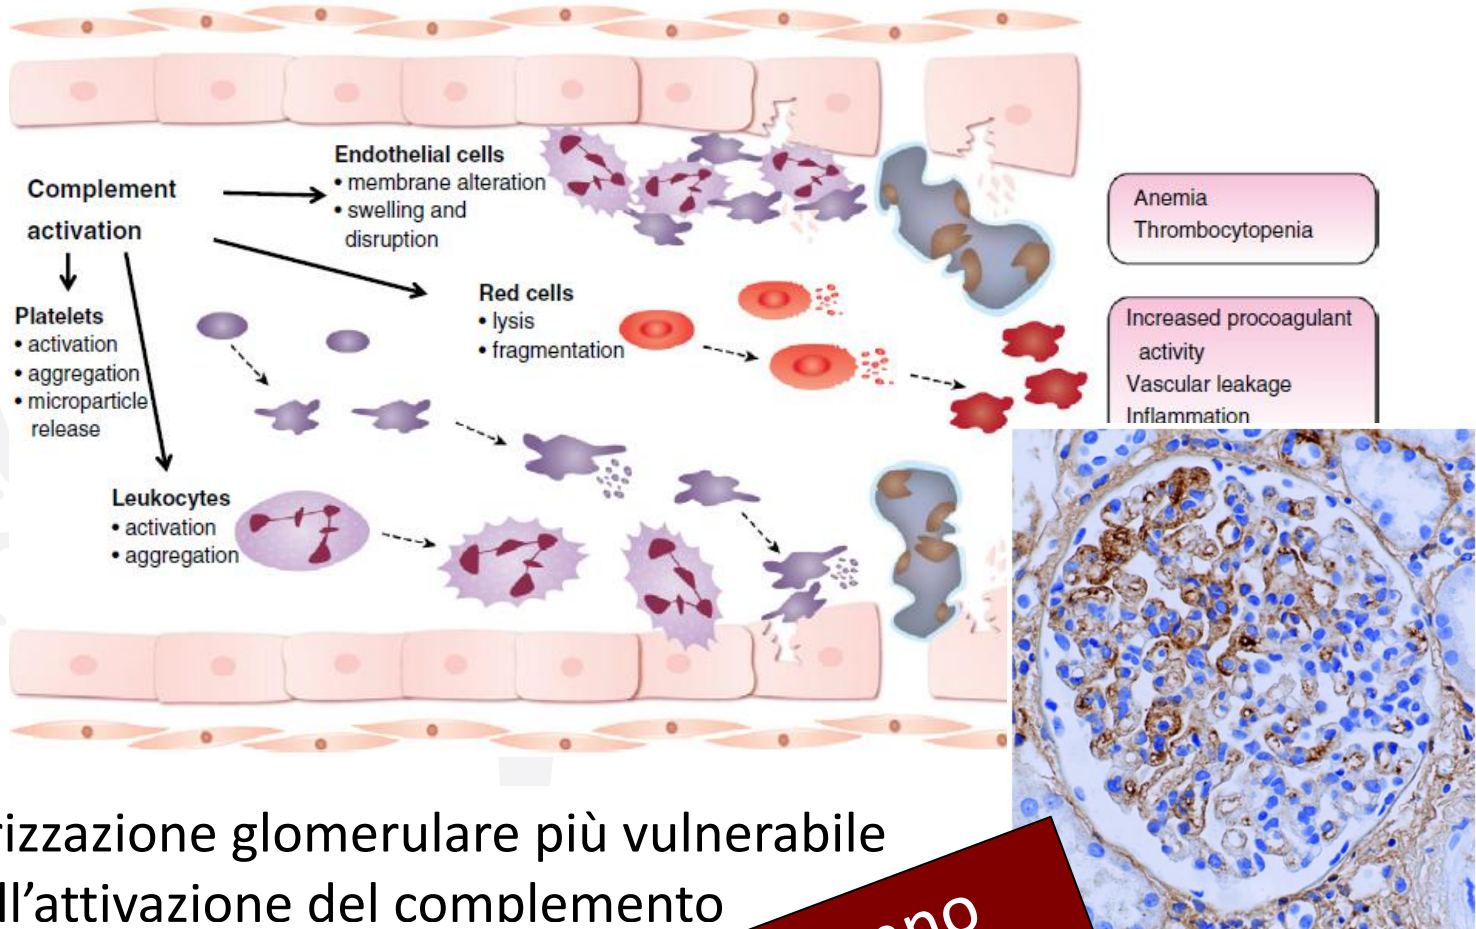 Endothelial cells
• membrane alteration
• swelling and
disruption
Complement
activation
Anemia
Thrombocytopenia
Red cells
• lysis
• fragmentation
Platelets
• activation
• aggregation
• microparticle
release
Increased procoagulant
activity
Vascular leakage
Inflammation
Leukocytes
• activation
• aggregation
rizzazione glomerulare più vulnerabile
ll’attivazione del complemento